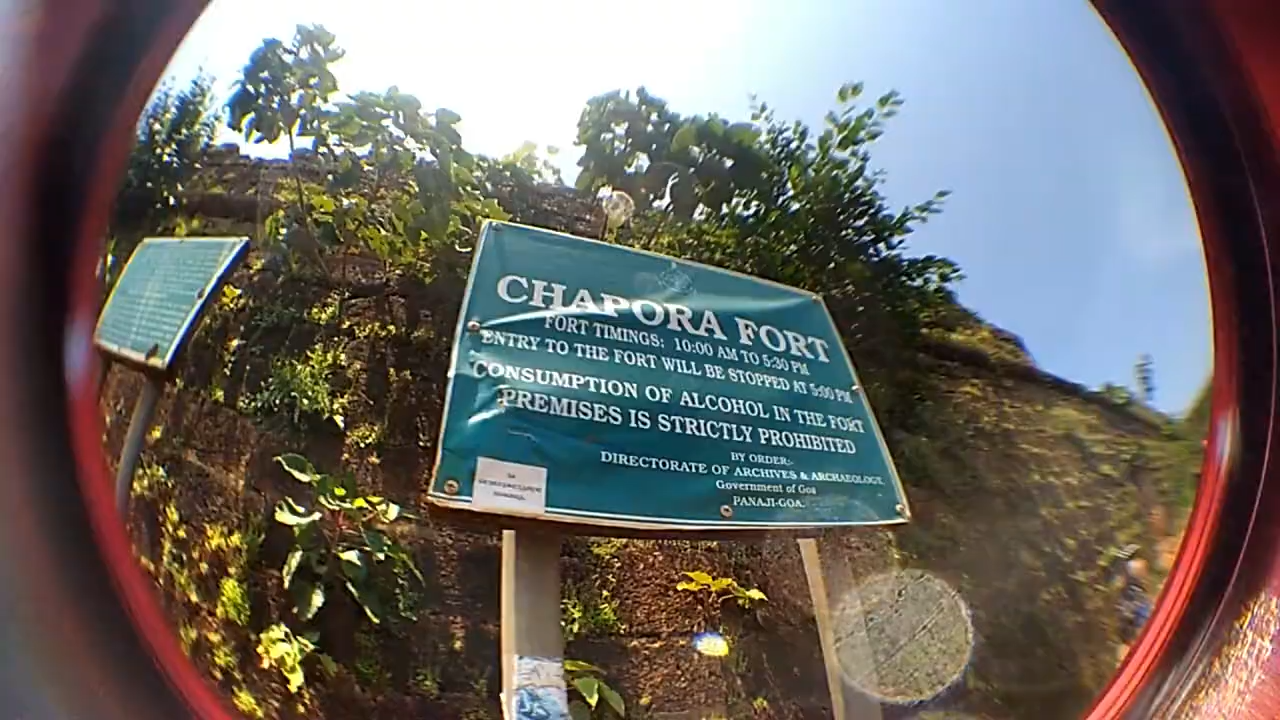 CHAPORA FORT
FORT TIMINGS: 10:00 AM TO 5:30 PM
ENTRY TO THE FORT WILL BE STOPPED AT 5:00 PM
CONSUMPTION OF ALCOHOL IN THE FORT
PREMISES IS STRICTLY PROHIBITED
BY ORDER:-
DIRECTORATE OF ARCHIVES & ARCHAEOLOGY,
Government of Goa
PANAJI-GOA.